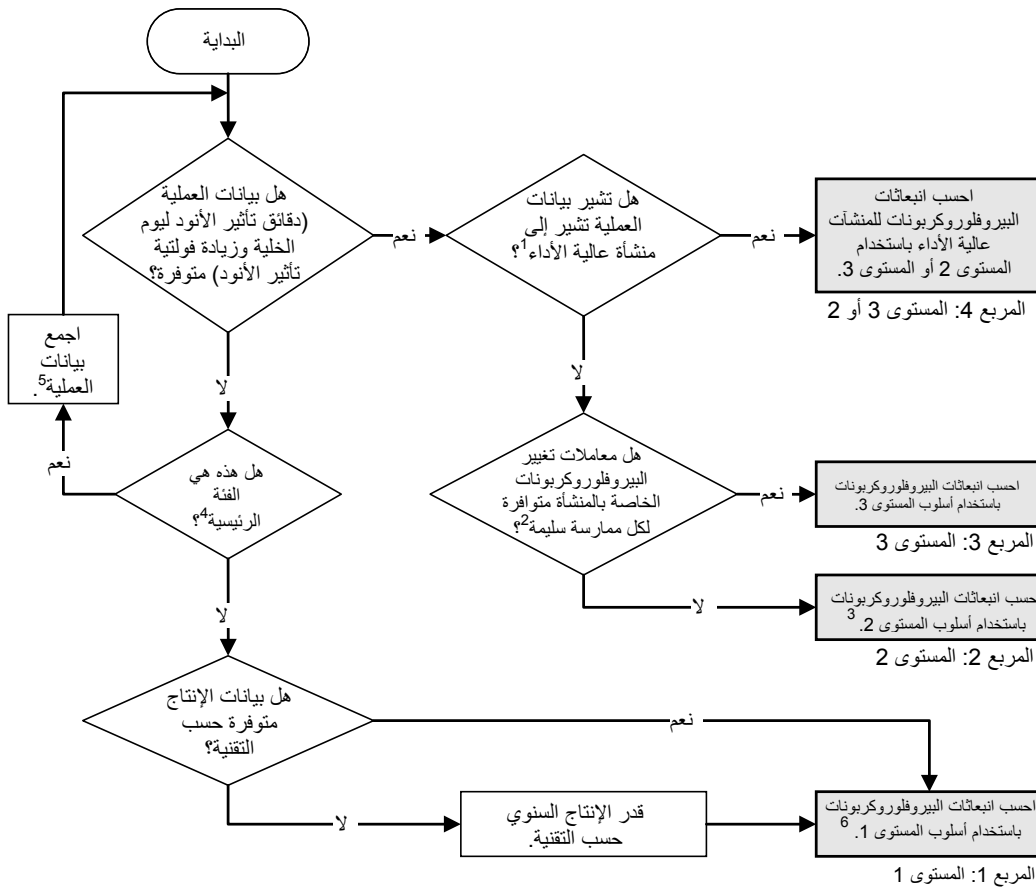 البداية
هل بيانات العملية
(دقائق تأثير الأنود ليوم
الخلية وزيادة فولتية
تأثير الأنود) متوفرة؟
نعم
هل تشير بيانات
العملية تشير إلى
منشأة عالية الأداء1؟
نعم
احسب انبعاثات
البيروفلوروكربونات للمنشآت
عالية الأداء باستخدام
المستوى 2 أو المستوى 3.
المربع 4: المستوى 3 أو 2
اجمع
بيانات
العملية5.
لا
لا
نعم
هل هذه هي
الفئة
الرئيسية4؟
هل معاملات تغيير
البيروفلوروكربونات
الخاصة بالمنشأة متوافرة
لكل ممارسة سليمة2؟
نعم
احسب انبعاثات البيروفلوروكربونات
باستخدام أسلوب المستوى 3.
المربع 3: المستوى 3
لا
لا
حسب انبعاثات البيروفلوروكربونات
باستخدام أسلوب المستوى 2. 3
المربع 2: المستوى 2
هل بيانات الإنتاج
متوفرة حسب
التقنية؟
نعم
لا
قدر الإنتاج السنوي
حسب التقنية.
احسب انبعاثات البيروفلوروكربونات
باستخدام أسلوب المستوى 1. 6
المربع 1: المستوى 1